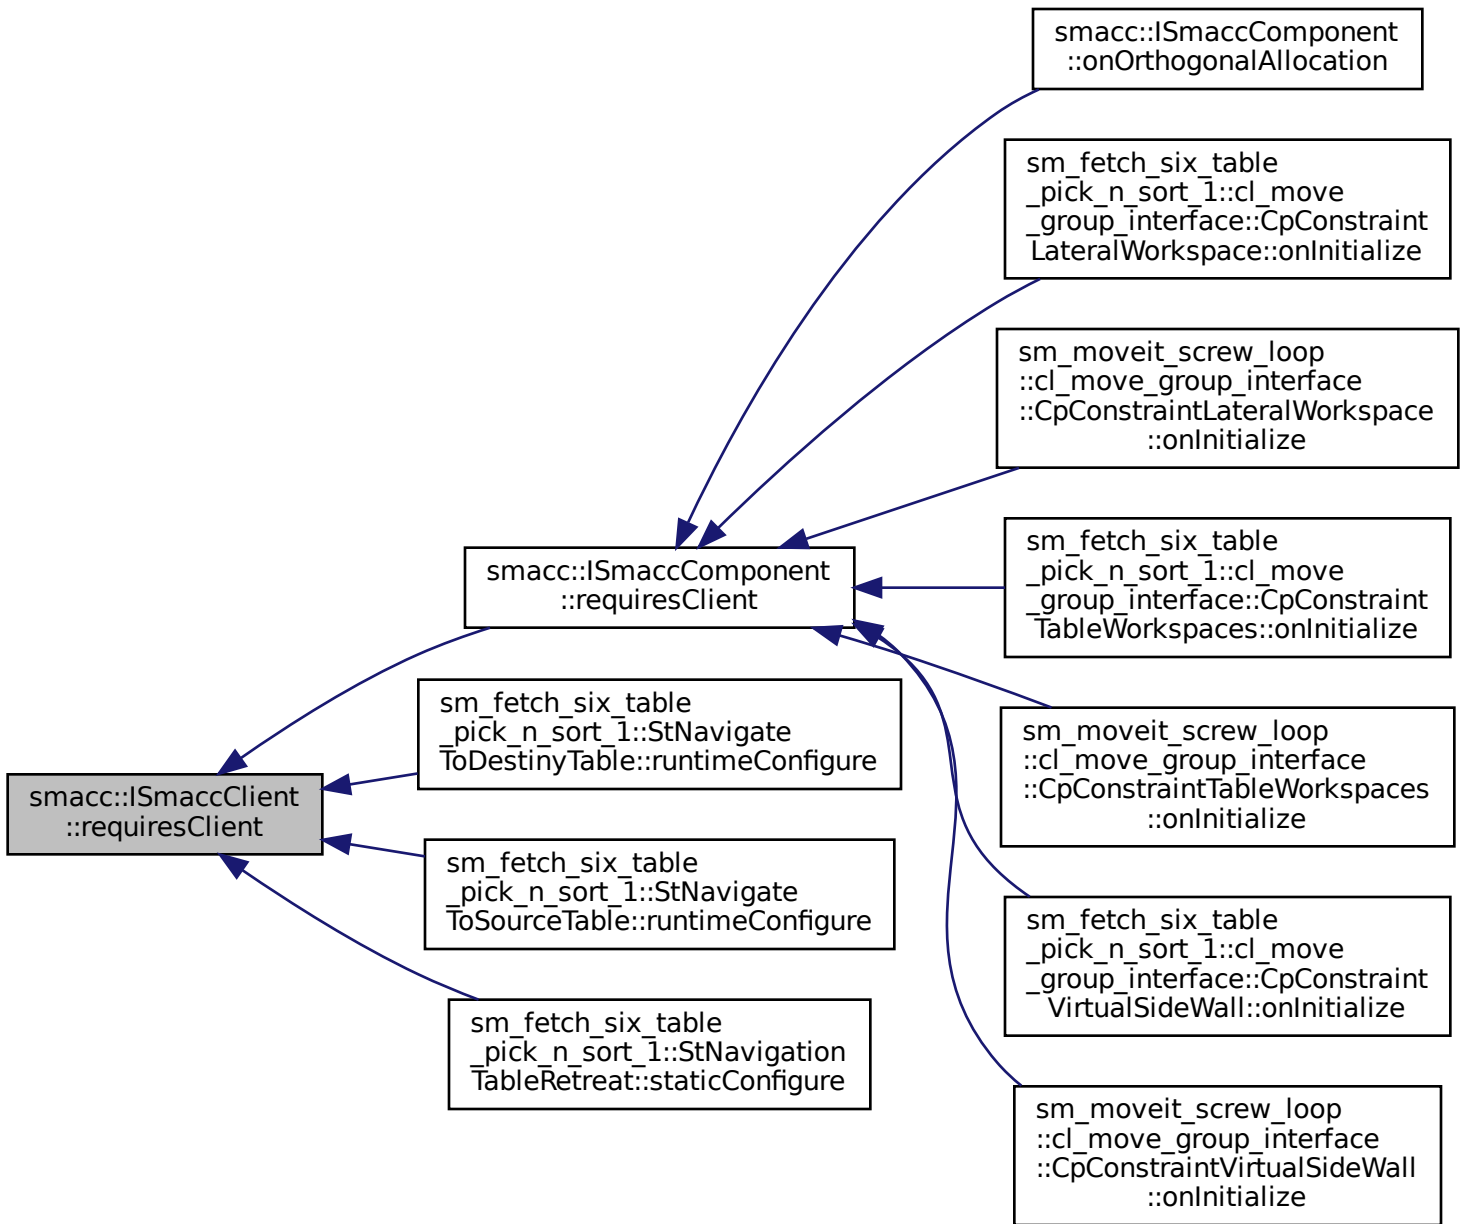 smacc::ISmaccClient
::requiresClient
smacc::ISmaccComponent
::requiresClient
sm_fetch_six_table
_pick_n_sort_1::StNavigate
ToDestinyTable::runtimeConfigure
sm_fetch_six_table
_pick_n_sort_1::StNavigate
ToSourceTable::runtimeConfigure
sm_fetch_six_table
_pick_n_sort_1::StNavigation
TableRetreat::staticConfigure
smacc::ISmaccComponent
::onOrthogonalAllocation
sm_fetch_six_table
_pick_n_sort_1::cl_move
_group_interface::CpConstraint
LateralWorkspace::onInitialize
sm_moveit_screw_loop
::cl_move_group_interface
::CpConstraintLateralWorkspace
::onInitialize
sm_fetch_six_table
_pick_n_sort_1::cl_move
_group_interface::CpConstraint
TableWorkspaces::onInitialize
sm_moveit_screw_loop
::cl_move_group_interface
::CpConstraintTableWorkspaces
::onInitialize
sm_fetch_six_table
_pick_n_sort_1::cl_move
_group_interface::CpConstraint
VirtualSideWall::onInitialize
sm_moveit_screw_loop
::cl_move_group_interface
::CpConstraintVirtualSideWall
::onInitialize